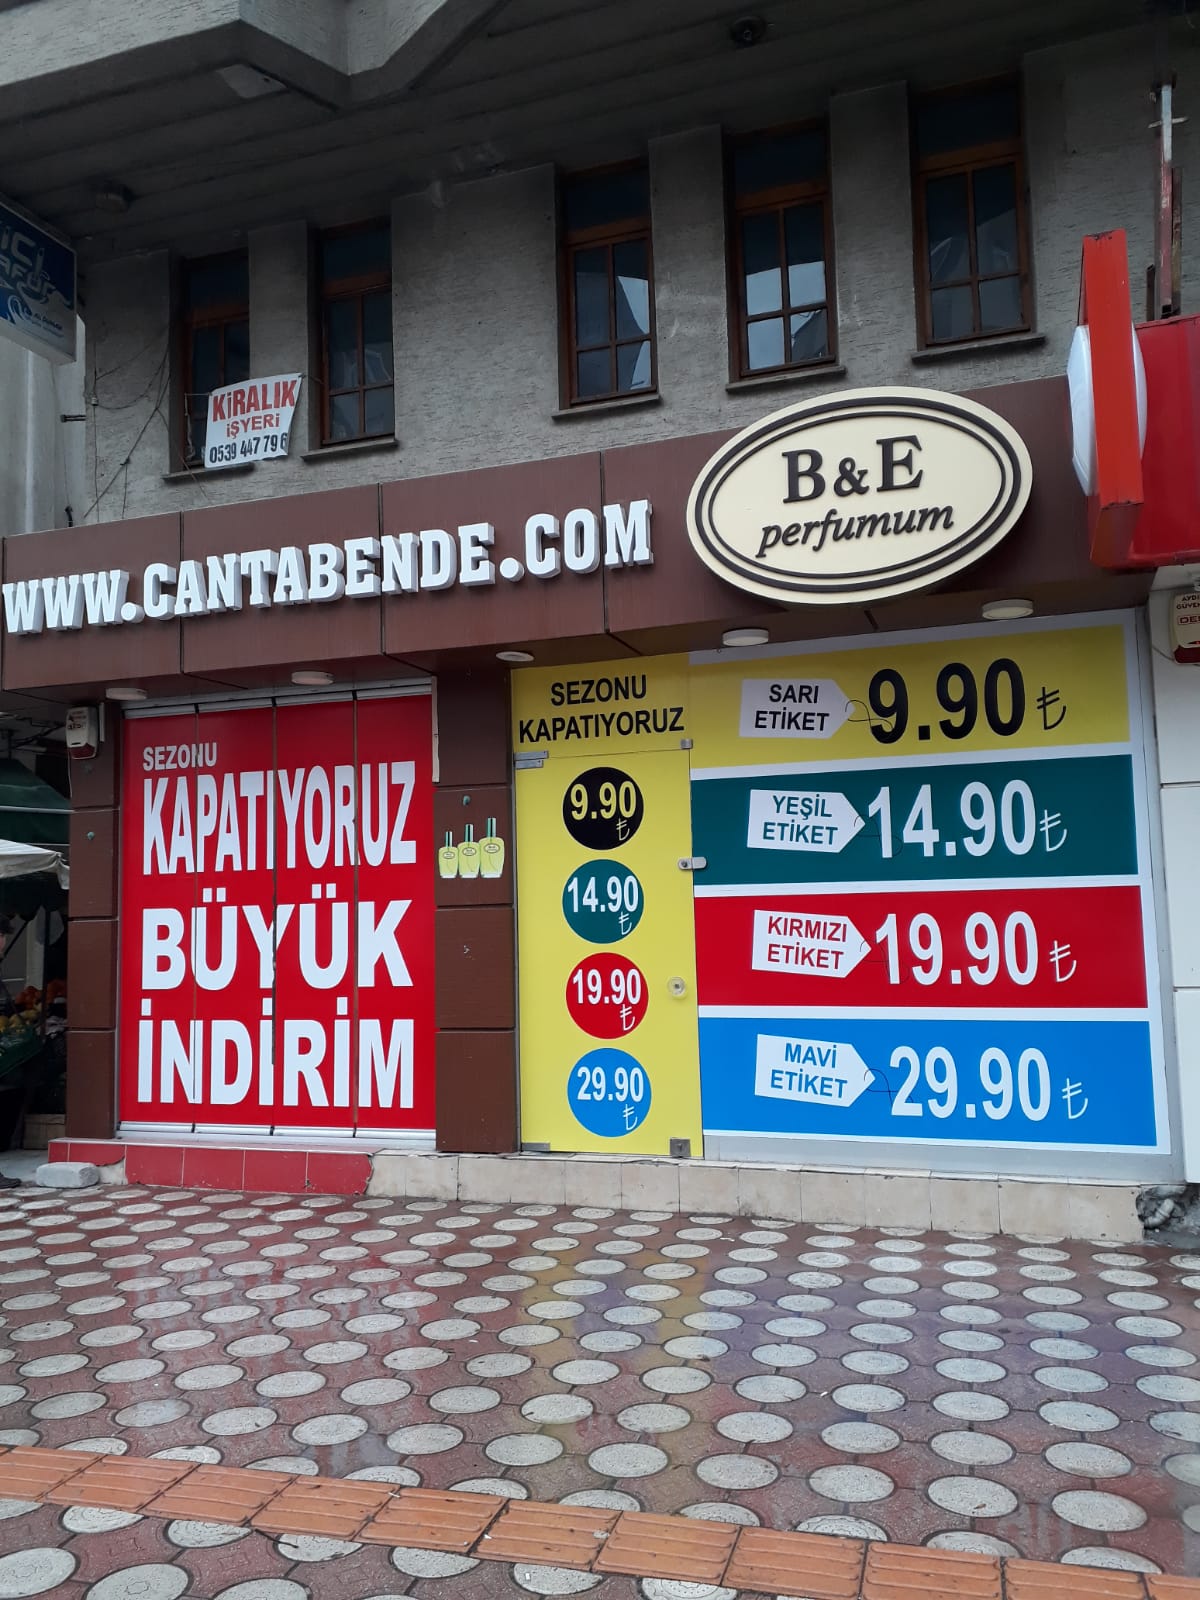 KİRALIK
İŞYERİ
0539 447 79 6
WWW.CANTABENDE.COM
B&E
perfumum
SEZONU
KAPATIYORUZ
BÜYÜK
İNDİRİM
SEZONU
KAPATIYORUZ
9.90 ₺
14.90 ₺
19.90 ₺
29.90 ₺
SARI
ETİKET
9.90 ₺
YEŞİL
ETİKET
14.90 ₺
KIRMIZI
ETİKET
19.90 ₺
MAVİ
ETİKET
29.90 ₺